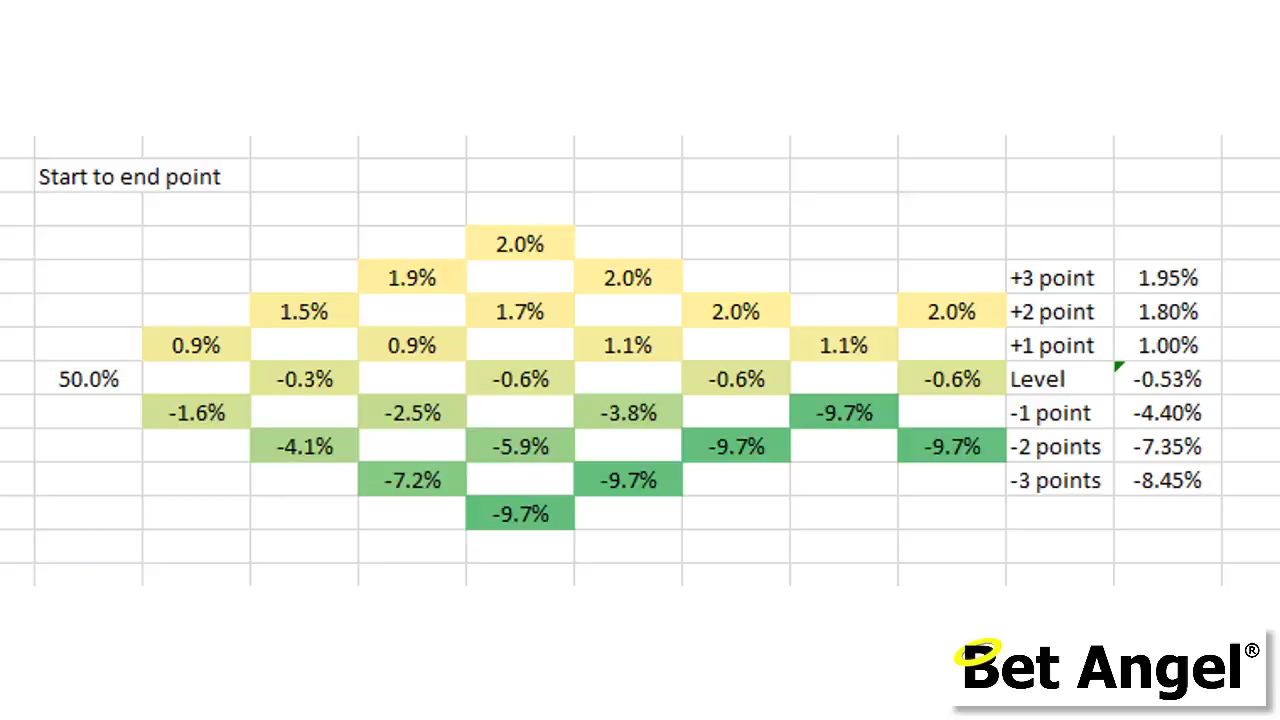 Start to end point
2.0%
1.9% 2.0% +3 point 1.95%
1.5% 1.7% 2.0% 2.0% +2 point 1.80%
0.9% 0.9% 1.1% 1.1% +1 point 1.00%
50.0% -0.3% -0.6% -0.6% -0.6% Level -0.53%
-1.6% -2.5% -3.8% -9.7% -1 point -4.40%
-4.1% -5.9% -9.7% -9.7% -2 points -7.35%
-7.2% -9.7% -3 points -8.45%
-9.7%
Bet Angel®